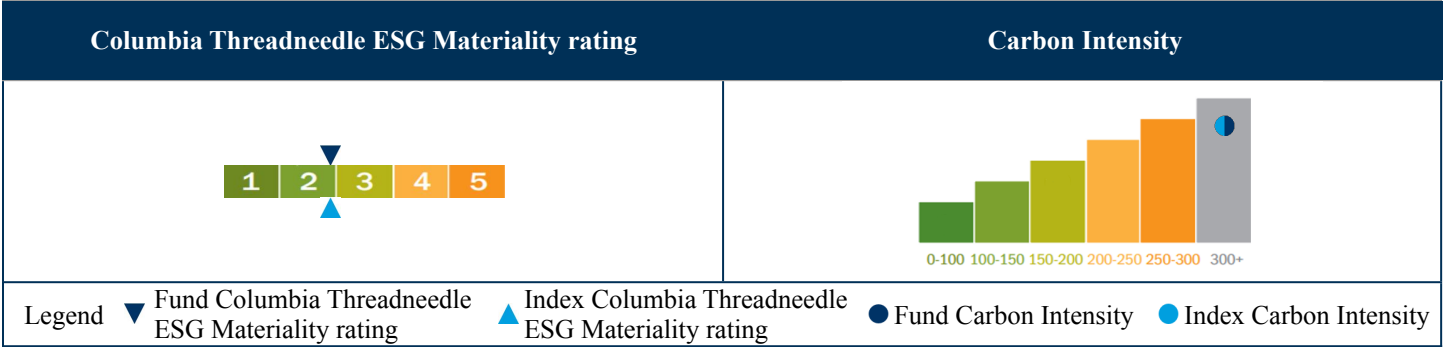 Columbia Threadneedle ESG Materiality rating
Carbon Intensity
1 2 3 4 5
0-100 100-150 150-200 200-250 250-300 300+
Legend
Fund Columbia Threadneedle
ESG Materiality rating
Index Columbia Threadneedle
ESG Materiality rating
Fund Carbon Intensity
Index Carbon Intensity